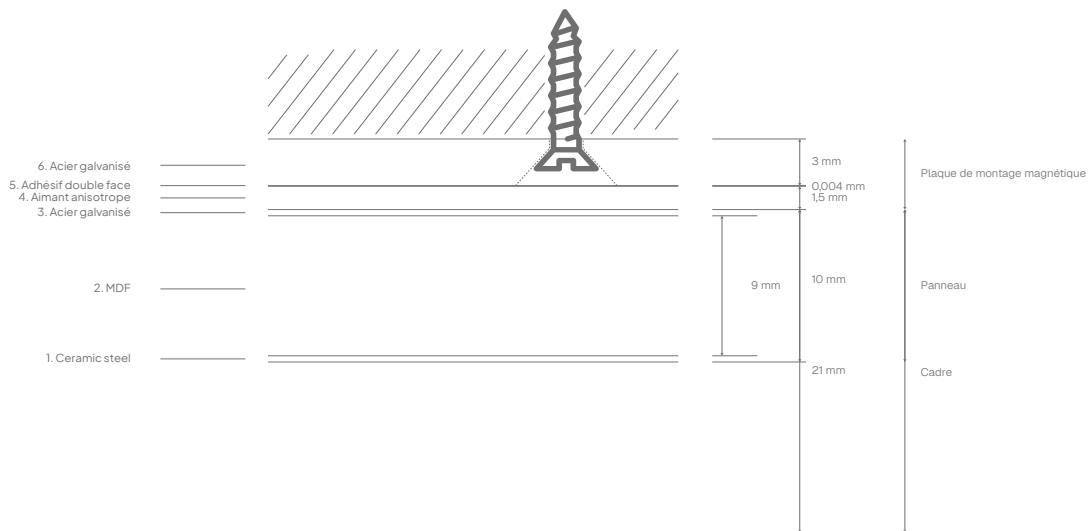 6. Acier galvanisé
5. Adhésif double face
4. Aimant anisotrope
3. Acier galvanisé
2. MDF
1. Ceramic steel
3 mm
0,004 mm
1,5 mm
9 mm
10 mm
21 mm
Plaque de montage magnétique
Panneau
Cadre